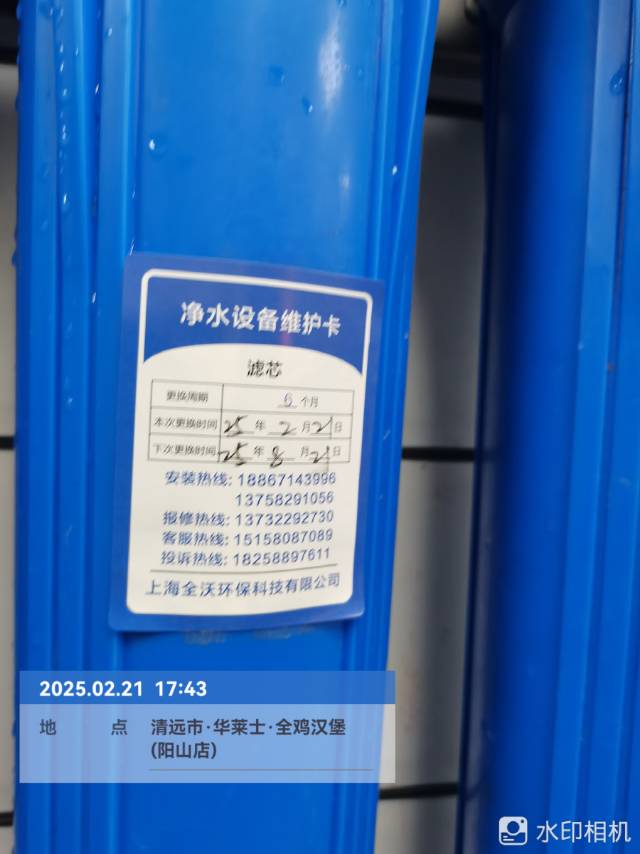 净水设备维护卡
滤芯
更换周期 6 个月
本次更换时间 25 年 2 月 21 日
下次更换时间 25 年 8 月 21 日
安装热线: 18867143996
13758291056
报修热线: 13732292730
客服热线: 15158087089
投诉热线: 18258897611
上海全沃环保科技有限公司
2025.02.21 17:43
地 点 清远市·华莱士·全鸡汉堡
(阳山店)
水印相机